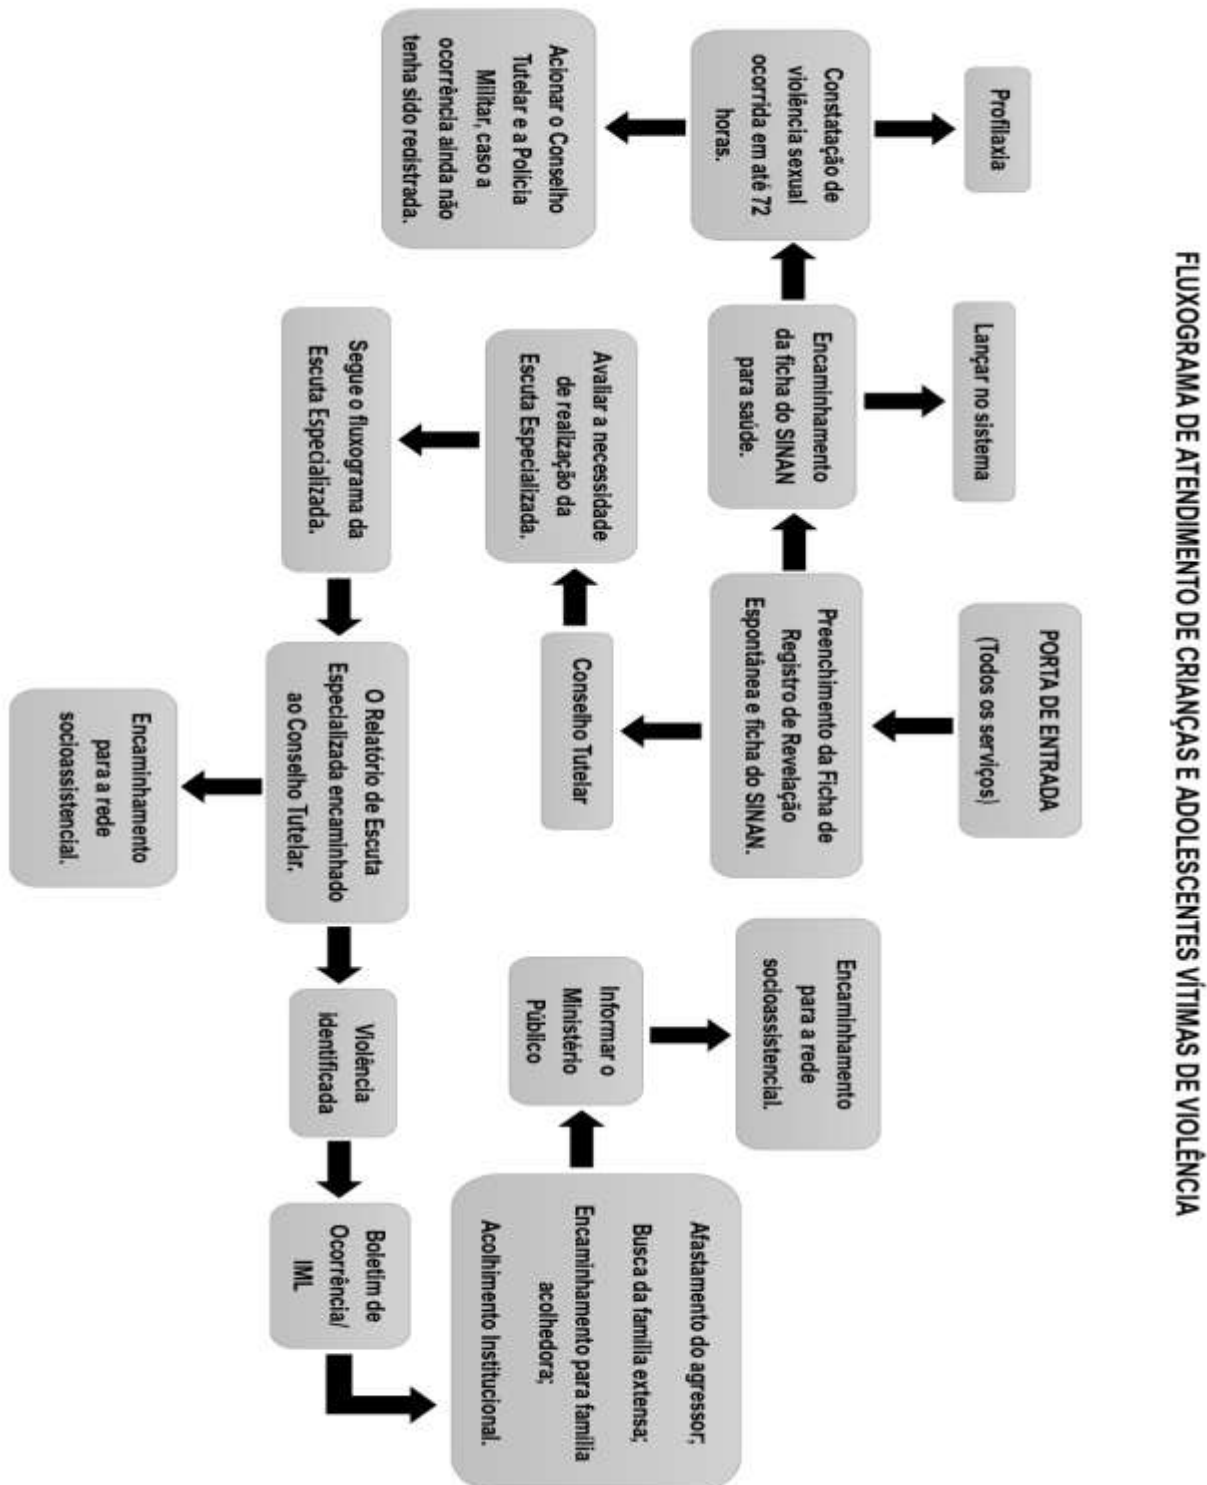 FLUXOGRAMA DE ATENDIMENTO DE CRIANÇAS E ADOLESCENTES VÍTIMAS DE VIOLÊNCIA
PORTA DE ENTRADA
(Todos os serviços)
Lançar no sistema
Profilaxia
Preenchimento da Ficha de
Registro de Revelação
Espontânea e ficha do SINAN.
Encaminhamento
da ficha do SINAN
para saúde.
Constatação de
violência sexual
ocorrida em até 72
horas.
Acionar o Conselho
Tutelar e a Polícia
Militar, caso a
ocorrência ainda não
tenha sido registrada.
Conselho Tutelar
Avaliar a necessidade
de realização da
Escuta Especializada.
Segue o fluxograma da
Escuta Especializada.
O Relatório de Escuta
Especializada encaminhado
ao Conselho Tutelar.
Encaminhamento
para a rede
socioassistencial.
Violência
identificada
Boletim de
Ocorrência/
IML
Afastamento do agressor;
Busca da família extensa;
Encaminhamento para família
acolhedora;
Acolhimento Institucional.
Informar o
Ministério
Público
Encaminhamento
para a rede
socioassistencial.